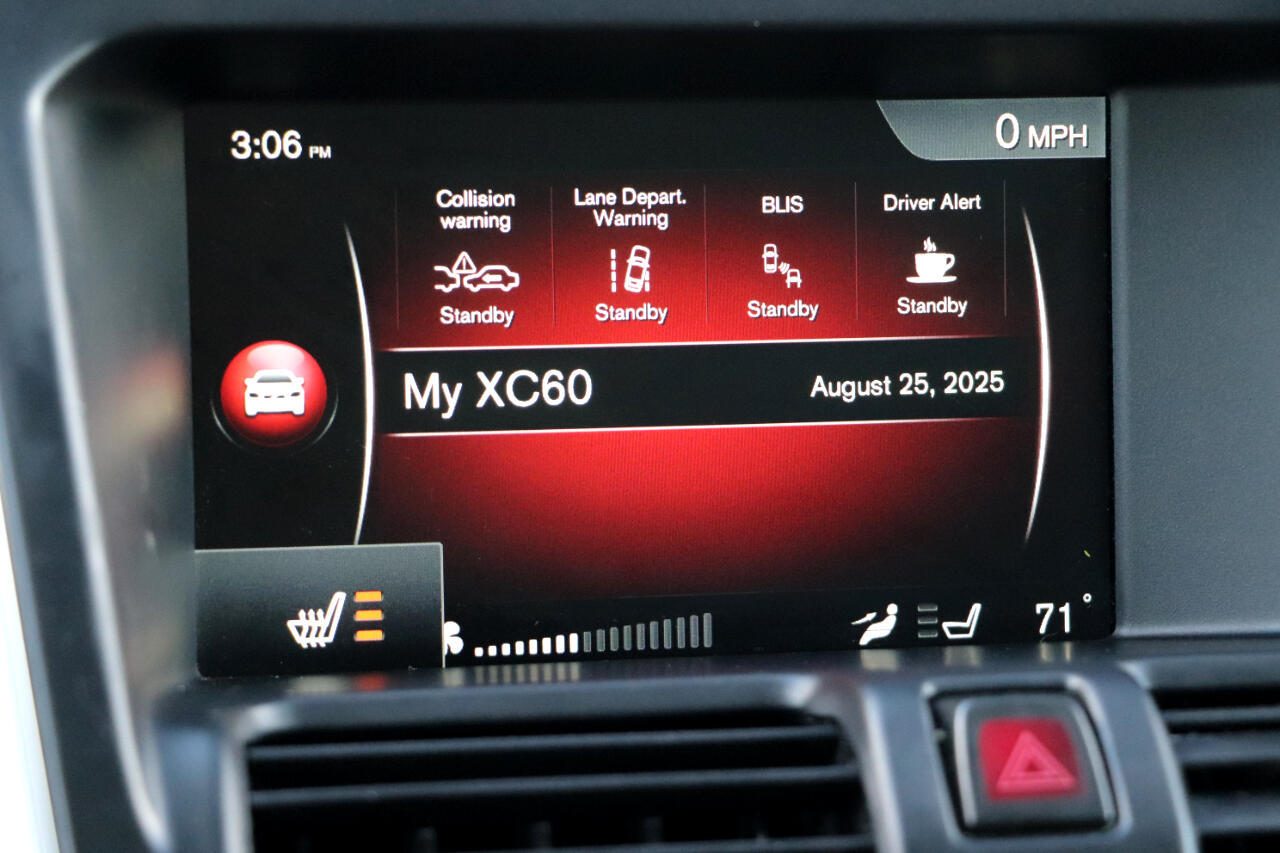 3:06 PM
0 MPH
Collision
warning
Standby
Lane Depart.
Warning
Standby
BLIS
Standby
Driver Alert
Standby
My XC60
August 25, 2025
71°